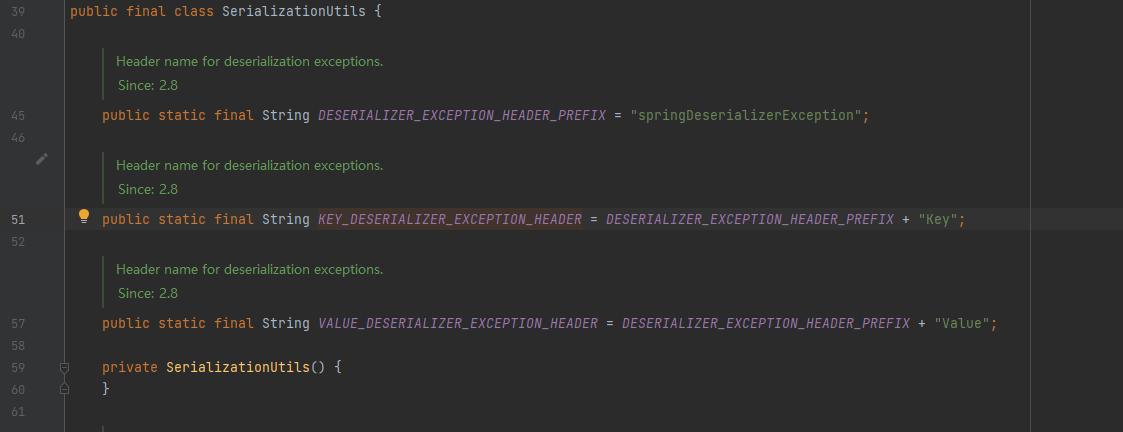 39 public final class SerializationUtils {
40
Header name for deserialization exceptions.
Since: 2.8
45 public static final String DESERIALIZER_EXCEPTION_HEADER_PREFIX = "springDeserializerException";
46
Header name for deserialization exceptions.
Since: 2.8
51 public static final String KEY_DESERIALIZER_EXCEPTION_HEADER = DESERIALIZER_EXCEPTION_HEADER_PREFIX + "Key";
52
Header name for deserialization exceptions.
Since: 2.8
57 public static final String VALUE_DESERIALIZER_EXCEPTION_HEADER = DESERIALIZER_EXCEPTION_HEADER_PREFIX + "Value";
58
59 private SerializationUtils() {
60 }
61